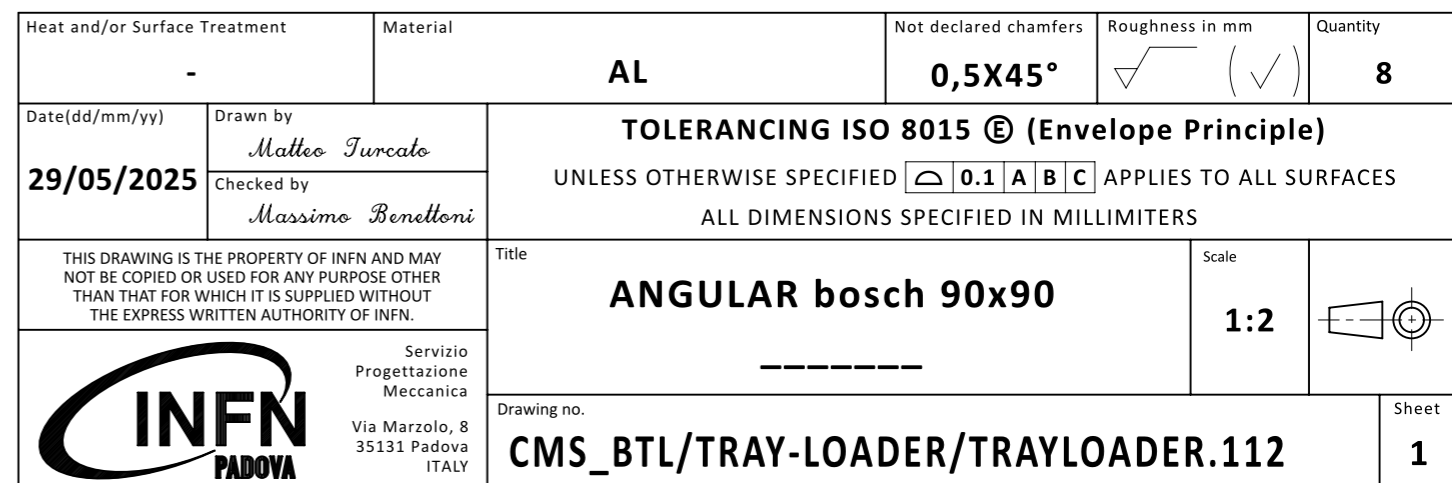 Heat and/or Surface Treatment
-
Material
AL
Not declared chamfers
0,5X45°
Roughness in mm
Quantity
8
Date(dd/mm/yy)
29/05/2025
Drawn by
Matteo Turcato
Checked by
Massimo Benettoni
TOLERANCING ISO 8015 Ⓔ (Envelope Principle)
UNLESS OTHERWISE SPECIFIED ⌓ 0.1 A B C APPLIES TO ALL SURFACES
ALL DIMENSIONS SPECIFIED IN MILLIMITERS
THIS DRAWING IS THE PROPERTY OF INFN AND MAY
NOT BE COPIED OR USED FOR ANY PURPOSE OTHER
THAN THAT FOR WHICH IT IS SUPPLIED WITHOUT
THE EXPRESS WRITTEN AUTHORITY OF INFN.
Title
ANGULAR bosch 90x90
_______
Scale
1:2
INFN
PADOVA
Servizio
Progettazione
Meccanica
Via Marzolo, 8
35131 Padova
ITALY
Drawing no.
CMS_BTL/TRAY-LOADER/TRAYLOADER.112
Sheet
1